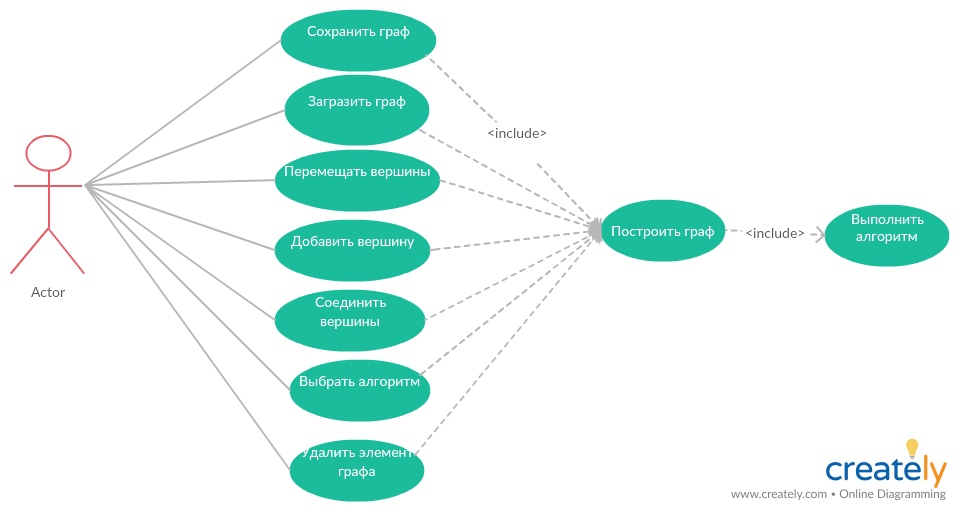 Сохранить граф
Загразить граф
<include>
Перемещать вершины
Добавить вершину
Построить граф
<include>
Выполнить
алгоритм
Actor
Соединить
вершины
Выбрать алгоритм
Удалить элемент
графа
creately
www.creately.com • Online Diagramming